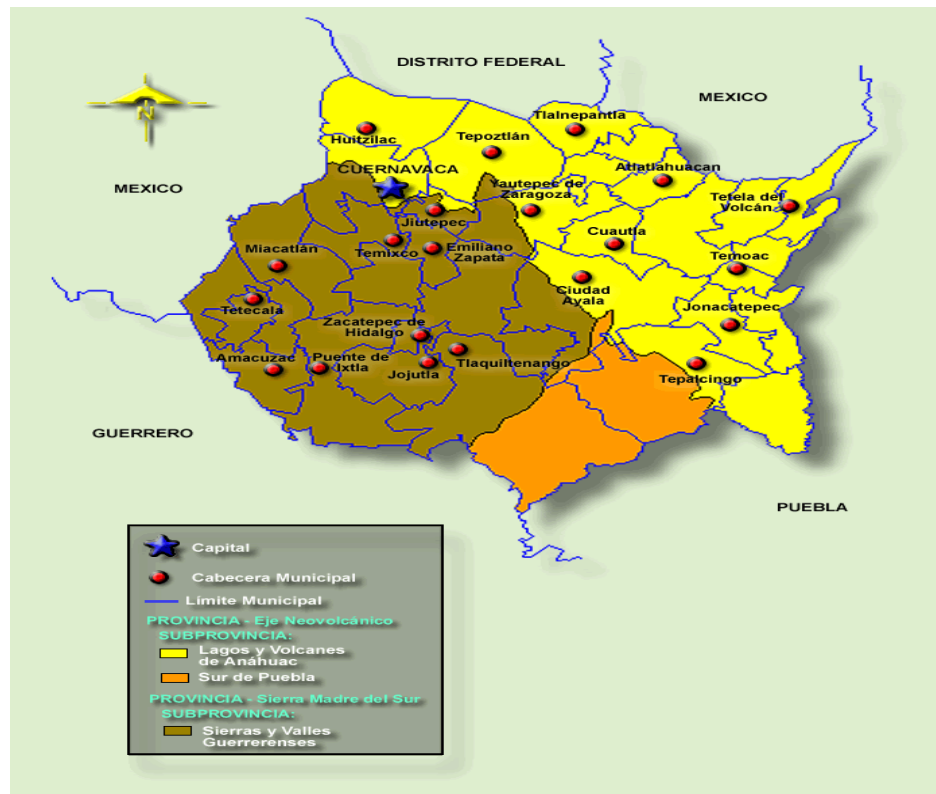 DISTRITO FEDERAL
MEXICO
Tlalnepantla
Huitzilac
Tepoztlán
CUERNAVACA
Atlatlahuacan
MEXICO
Yautepec de
Zaragoza
Tetela del
Volcán
Jiutepec
Cuautla
Miacatlán
Temixco
Emiliano
Zapata
Temoac
Ciudad
Ayala
Tetecala
Jonacatepec
Zacatepec de
Hidalgo
Amacuzac
Puente de
Ixtla
Jojutla
Tlaquiltenango
Tepalcingo
GUERRERO
PUEBLA
N
Capital
Cabecera Municipal
Límite Municipal
PROVINCIA - Eje Neovolcánico
SUBPROVINCIA:
Lagos y Volcanes
de Anáhuac
Sur de Puebla
PROVINCIA - Sierra Madre del Sur
SUBPROVINCIA:
Sierras y Valles
Guerrerenses